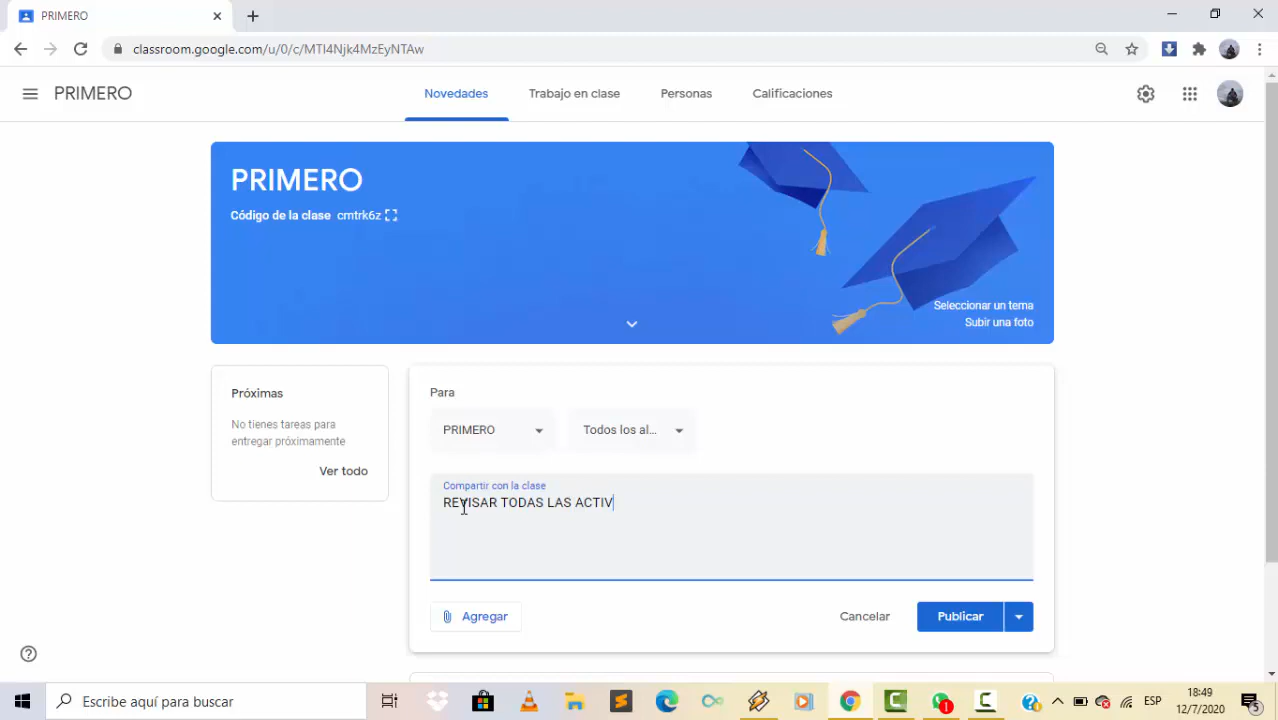 PRIMERO
classroom.google.com/u/0/c/MTI4Njk4MzEyNTAw
PRIMERO
Novedades
Trabajo en clase
Personas
Calificaciones
PRIMERO
Código de la clase cmtrk6z
Seleccionar un tema
Subir una foto
Próximas
No tienes tareas para
entregar próximamente
Ver todo
Para
PRIMERO
Todos los al...
Compartir con la clase
REVISAR TODAS LAS ACTIV
Agregar
Cancelar
Publicar
Escribe aquí para buscar
1
ESP
18:49
12/7/2020
5